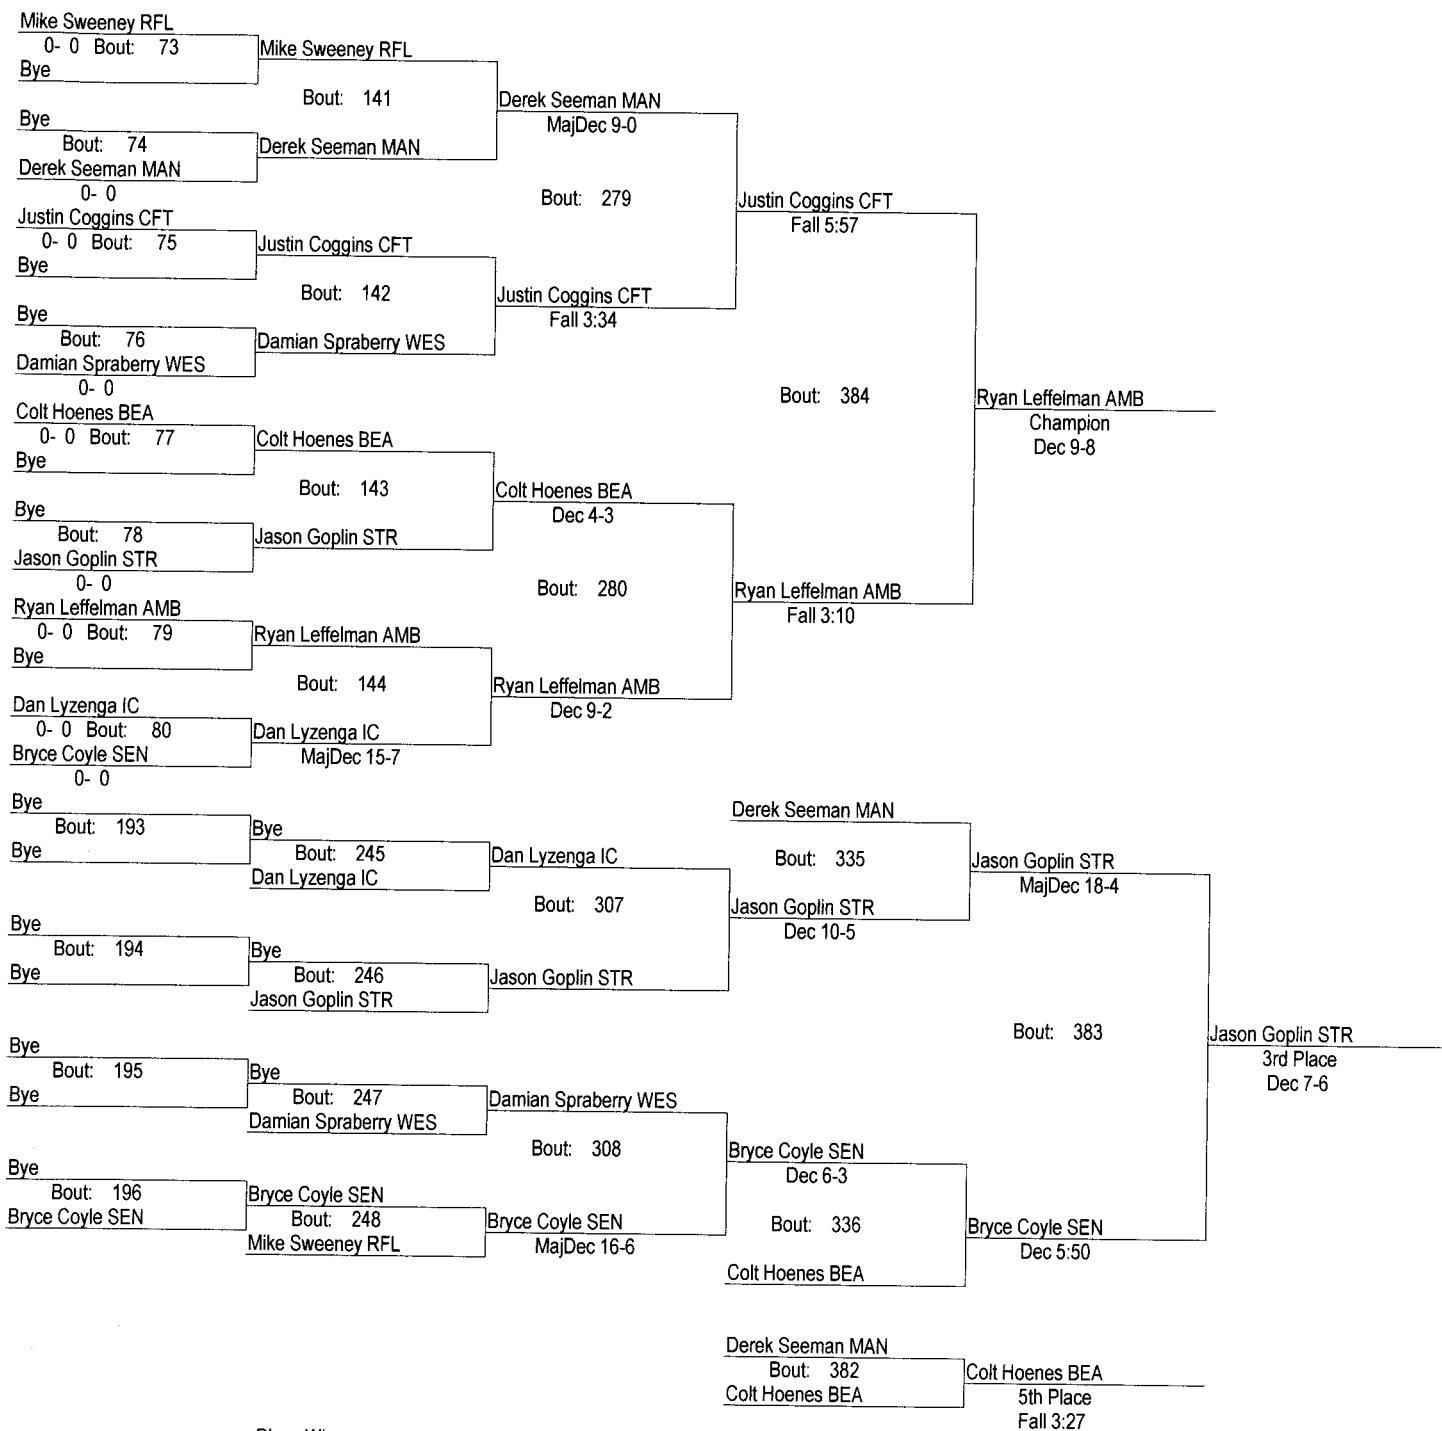 Mike Sweeney RFL
0- 0 Bout: 73
Bye
Mike Sweeney RFL
Bout: 141
Bye
Bout: 74
Derek Seeman MAN
0- 0
Derek Seeman MAN
Derek Seeman MAN
MajDec 9-0
Bout: 279
Justin Coggins CFT
0- 0 Bout: 75
Bye
Justin Coggins CFT
Bout: 142
Bye
Bout: 76
Damian Spraberry WES
0- 0
Damian Spraberry WES
Justin Coggins CFT
Fall 3:34
Justin Coggins CFT
Fall 5:57
Bout: 384
Colt Hoenes BEA
0- 0 Bout: 77
Bye
Colt Hoenes BEA
Bout: 143
Bye
Bout: 78
Jason Goplin STR
0- 0
Jason Goplin STR
Colt Hoenes BEA
Dec 4-3
Bout: 280
Ryan Leffelman AMB
0- 0 Bout: 79
Bye
Ryan Leffelman AMB
Bout: 144
Dan Lyzenga IC
0- 0 Bout: 80
Bryce Coyle SEN
0- 0
Dan Lyzenga IC
MajDec 15-7
Ryan Leffelman AMB
Dec 9-2
Ryan Leffelman AMB
Fall 3:10
Ryan Leffelman AMB
Champion
Dec 9-8
Bye
Bout: 193
Bye
Bye
Bout: 245
Dan Lyzenga IC
Dan Lyzenga IC
Bout: 307
Bye
Bout: 194
Bye
Bye
Bout: 246
Jason Goplin STR
Jason Goplin STR
Derek Seeman MAN
Bout: 335
Jason Goplin STR
Dec 10-5
Jason Goplin STR
MajDec 18-4
Bout: 383
Bye
Bout: 195
Bye
Bye
Bout: 247
Damian Spraberry WES
Damian Spraberry WES
Bout: 308
Bye
Bout: 196
Bryce Coyle SEN
Bryce Coyle SEN
Bout: 248
Mike Sweeney RFL
Bryce Coyle SEN
MajDec 16-6
Bryce Coyle SEN
Dec 6-3
Bout: 336
Colt Hoenes BEA
Bryce Coyle SEN
Dec 5:50
Jason Goplin STR
3rd Place
Dec 7-6
Derek Seeman MAN
Bout: 382
Colt Hoenes BEA
Colt Hoenes BEA
5th Place
Fall 3:27